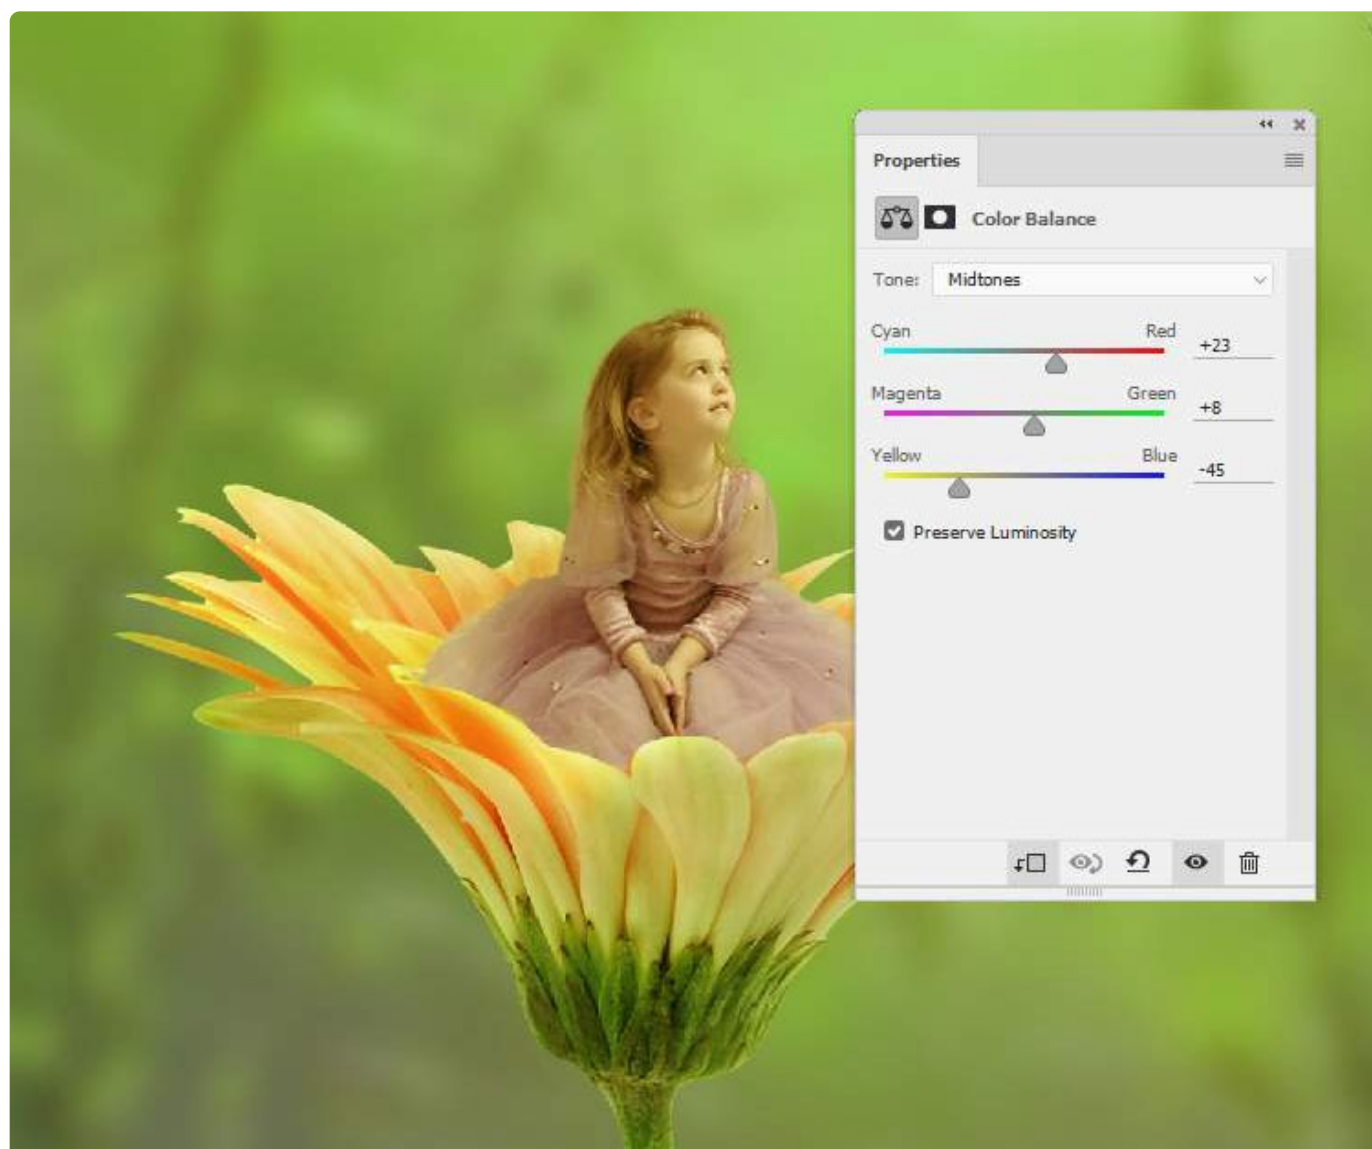 Properties
Color Balance
Tone: Midtones
Cyan Red +23
Magenta Green +8
Yellow Blue -45
Preserve Luminosity